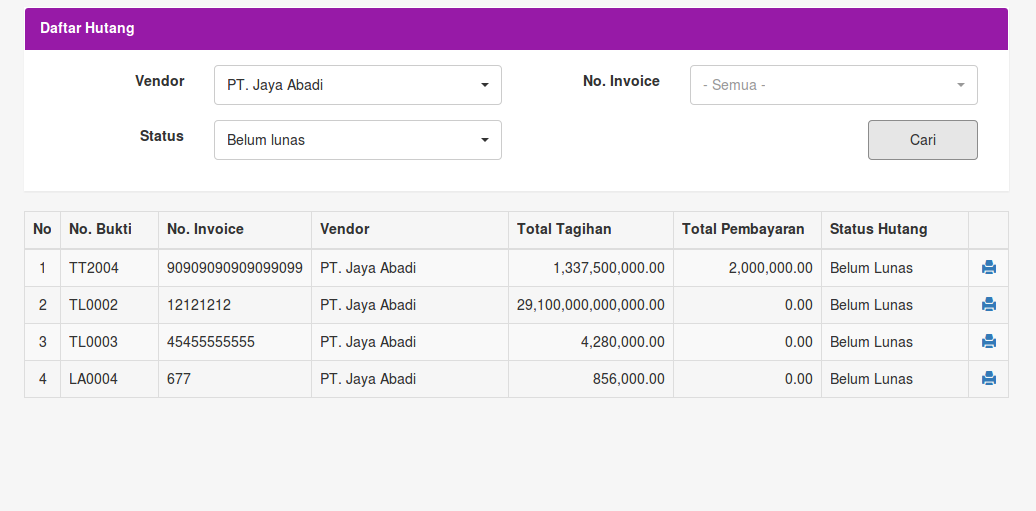 Daftar Hutang
Vendor PT. Jaya Abadi No. Invoice - Semua -
Status Belum lunas Cari
No No. Bukti No. Invoice Vendor Total Tagihan Total Pembayaran Status Hutang
1 TT2004 90909090909099099 PT. Jaya Abadi 1,337,500,000.00 2,000,000.00 Belum Lunas
2 TL0002 12121212 PT. Jaya Abadi 29,100,000,000,000.00 0.00 Belum Lunas
3 TL0003 45455555555 PT. Jaya Abadi 4,280,000.00 0.00 Belum Lunas
4 LA0004 677 PT. Jaya Abadi 856,000.00 0.00 Belum Lunas